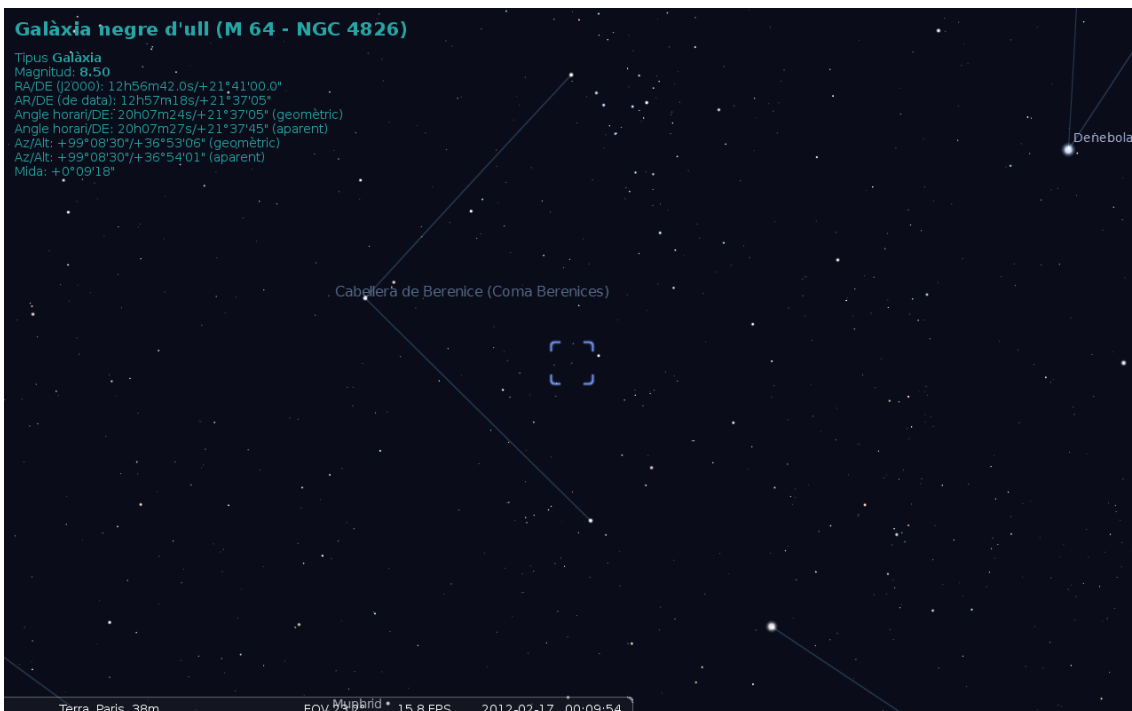 Galàxia negre d'ull (M 64 - NGC 4826)
Tipus Galàxia
Magnitud: 8.50
RA/DE (J2000): 12h56m42.0s/+21°41'00.0"
AR/DE (de data): 12h57m18s/+21°37'05"
Angle horari/DE: 20h07m24s/+21°37'05" (geomètric)
Angle horari/DE: 20h07m27s/+21°37'45" (aparent)
Az/Alt: +99°08'30"/+36°53'06" (geomètric)
Az/Alt: +99°08'30"/+36°54'01" (aparent)
Mida: +0°09'18"
Denebola
Cabellera de Berenice (Coma Berenices)
Muphrid
Terra, Paris, 38m FOV 23.2° 15.8 FPS 2012-02-17 00:09:54